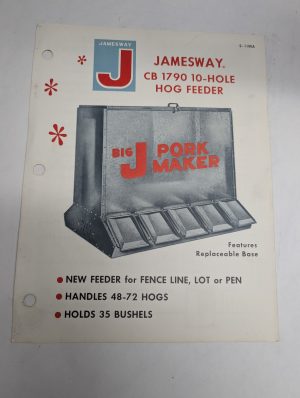 JAMESWAY
J
JAMESWAY®
CB 1790 10-HOLE
HOG FEEDER
BIG J PORK
MAKER
Features
Replaceable Base
• NEW FEEDER for FENCE LINE, LOT or PEN
• HANDLES 48-72 HOGS
• HOLDS 35 BUSHELS